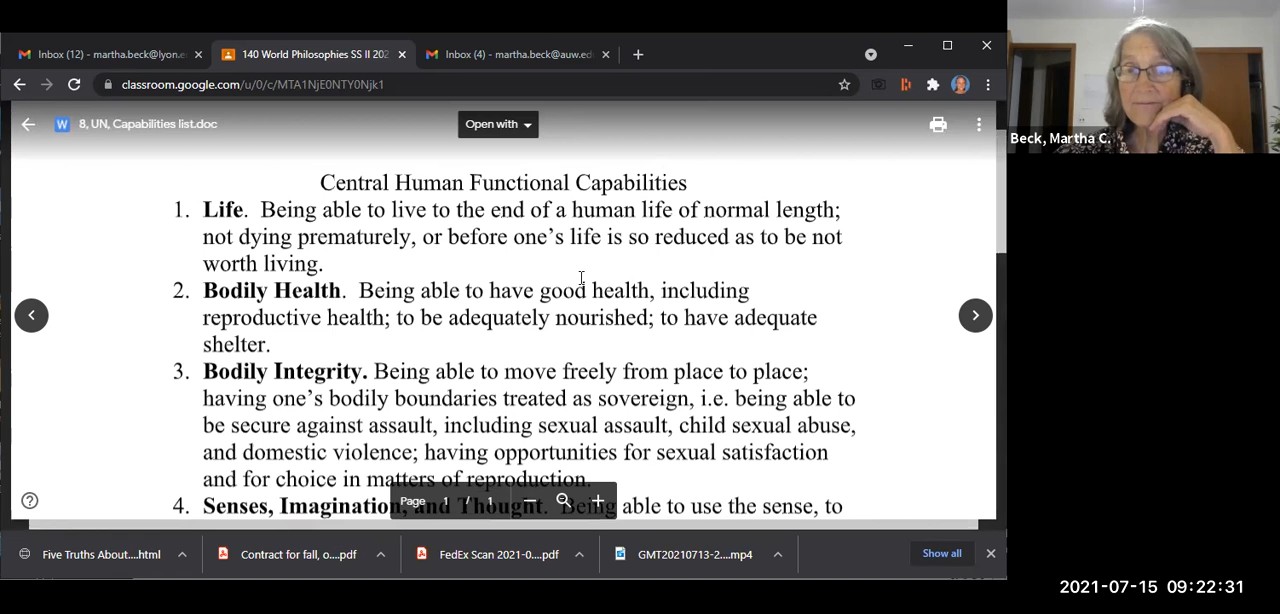 Inbox (12) - martha.beck@lyon.e
140 World Philosophies SS II 202
Inbox (4) - martha.beck@auw.ed
classroom.google.com/u/0/c/MTA1NjE0NTY0Njk1
8, UN, Capabilities list.doc
Open with
Beck, Martha C.
Central Human Functional Capabilities
1. Life. Being able to live to the end of a human life of normal length;
not dying prematurely, or before one’s life is so reduced as to be not
worth living.
2. Bodily Health. Being able to have good health, including
reproductive health; to be adequately nourished; to have adequate
shelter.
3. Bodily Integrity. Being able to move freely from place to place;
having one’s bodily boundaries treated as sovereign, i.e. being able to
be secure against assault, including sexual assault, child sexual abuse,
and domestic violence; having opportunities for sexual satisfaction
and for choice in matters of reproduction.
Page 1 / 1
4. Senses, Imagination, and Thought. Being able to use the sense, to
Five Truths About....html
Contract for fall, o....pdf
FedEx Scan 2021-0....pdf
GMT20210713-2....mp4
Show all
2021-07-15 09:22:31